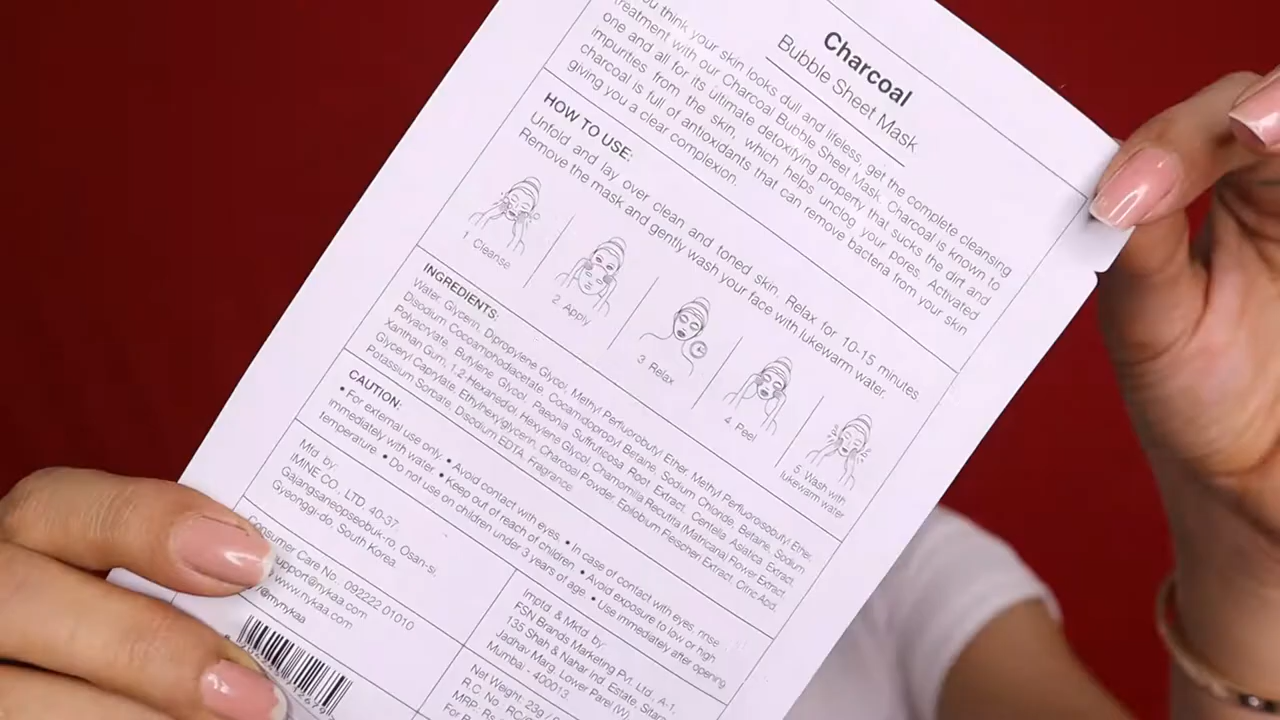 Charcoal
Bubble Sheet Mask
you think your skin looks dull and lifeless, get the complete cleansing
treatment with our Charcoal Bubble Sheet Mask. Charcoal is known to
one and all for its ultimate detoxifying property that sucks the dirt and
impurities from the skin, which helps unclog your pores. Activated
charcoal is full of antioxidants that can remove bacteria from your skin
giving you a clear complexion.
HOW TO USE:
Unfold and lay over clean and toned skin. Relax for 10-15 minutes
Remove the mask and gently wash your face with lukewarm water.
1. Cleanse
2. Apply
3. Relax
4. Peel
5. Wash with
lukewarm water
INGREDIENTS:
Water, Glycerin, Dipropylene Glycol, Methyl Perfluorobutyl Ether, Methyl Perfluoroisobutyl Ether,
Disodium Cocoamphodiacetate, Cocamidopropyl Betaine, Sodium Chloride, Betaine, Sodium
Polyacrylate, Butylene Glycol, Paeonia Suffruticosa Root Extract, Centella Asiatica Extract,
Xanthan Gum, 1,2-Hexanediol, Hexylene Glycol, Chamomilla Recutita (Matricaria) Flower Extract,
Glyceryl Caprylate, Ethylhexylglycerin, Charcoal Powder, Epilobium Fleischeri Extract, Citric Acid,
Potassium Sorbate, Disodium EDTA, Fragrance
CAUTION:
• For external use only. • Avoid contact with eyes. • In case of contact with eyes, rinse
immediately with water. • Keep out of reach of children. • Avoid exposure to low or high
temperature. • Do not use on children under 3 years of age. • Use immediately after opening.
Mfd. by:
IMINE CO., LTD. 40-37,
Gajangsaneopseobuk-ro, Osan-si,
Gyeonggi-do, South Korea.
Consumer Care No.: 092222 01010
support@nykaa.com
www.nykaa.com
/mynykaa
Imptd. & Mktd. by:
FSN Brands Marketing Pvt. Ltd., A-1,
135 Shah & Nahar Ind. Estate,
Jadhav Marg, Lower Parel (W)
Mumbai - 400013
Net Weight: 23g
R.C. No.
MRP: Rs